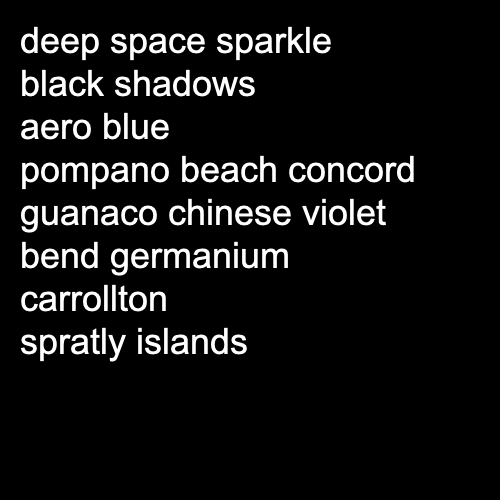 deep space sparkle
black shadows
aero blue
pompano beach concord
guanaco chinese violet
bend germanium
carrollton
spratly islands